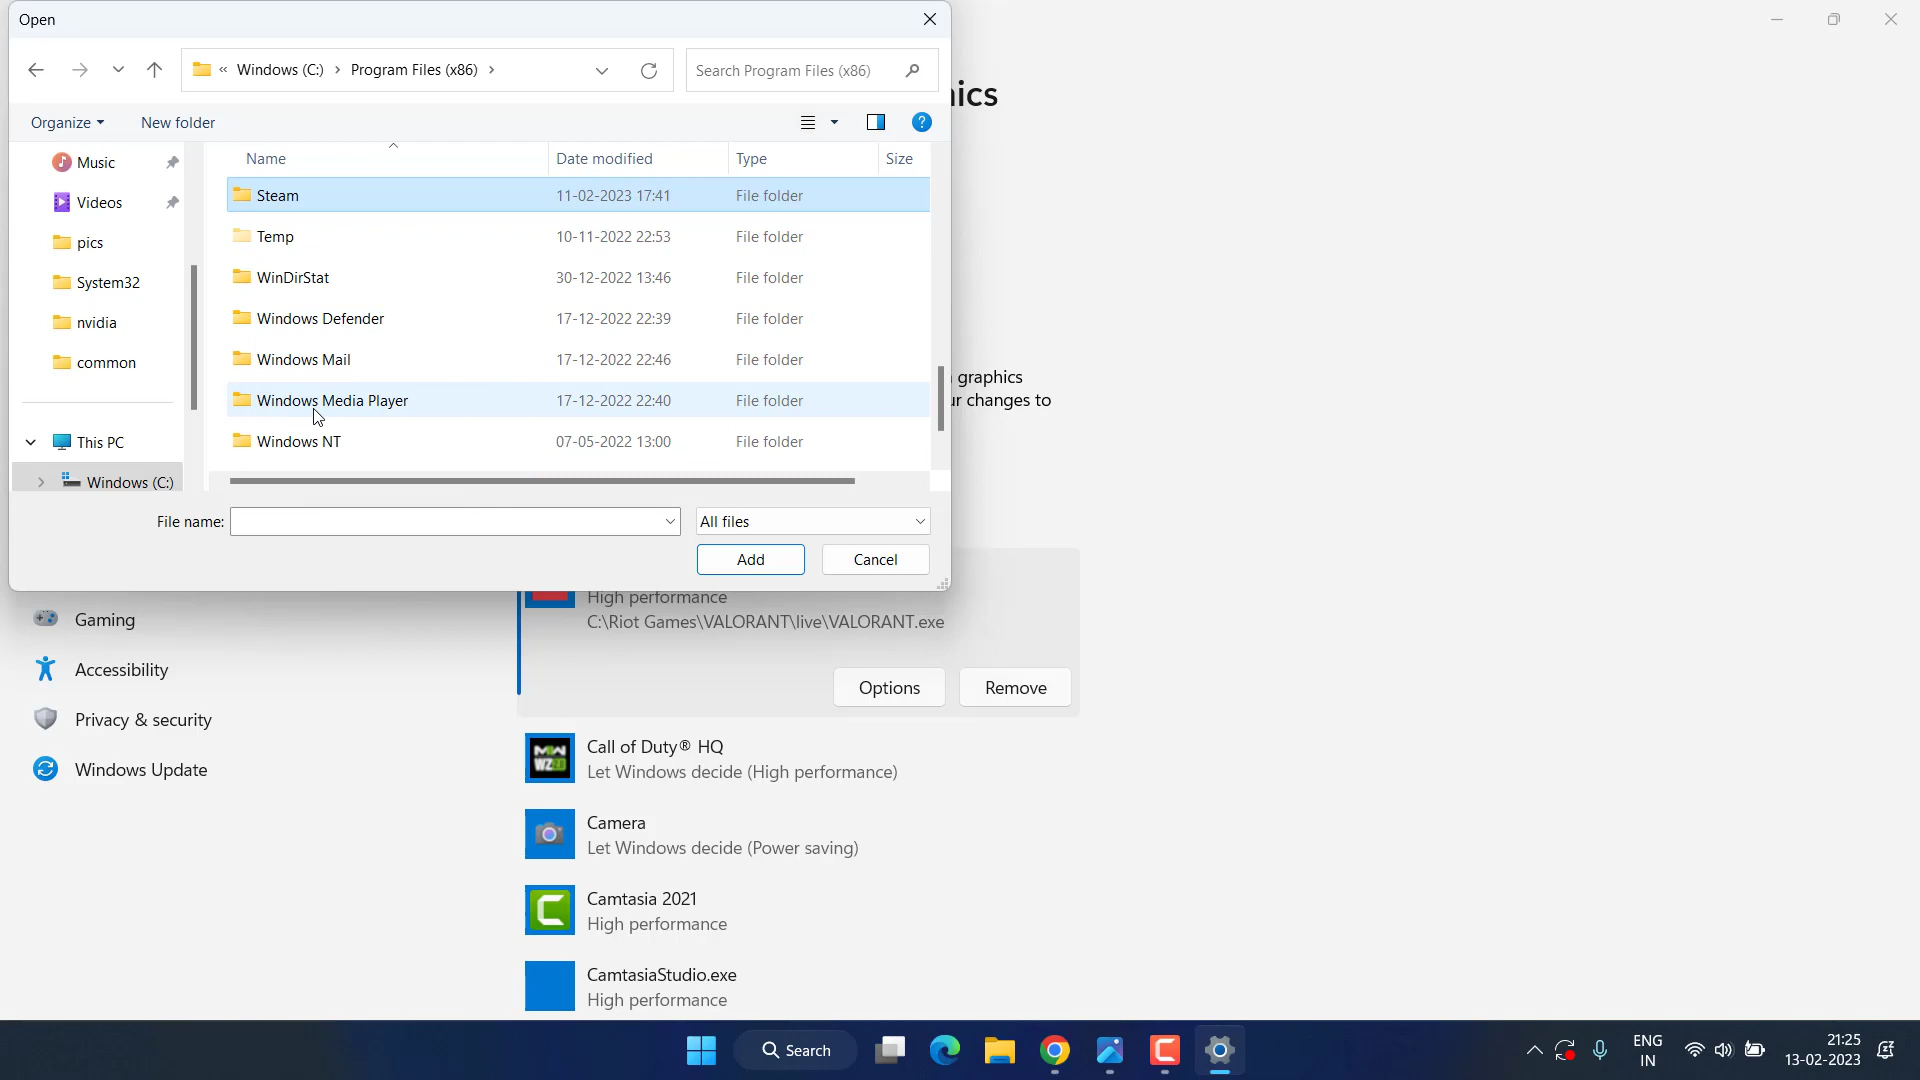 Open
« Windows (C:) › Program Files (x86) ›
Search Program Files (x86)
Organize
New folder
Music
Videos
pics
System32
nvidia
common
This PC
Windows (C:)
Name
Date modified
Type
Size
Steam 11-02-2023 17:41 File folder
Temp 10-11-2022 22:53 File folder
WinDirStat 30-12-2022 13:46 File folder
Windows Defender 17-12-2022 22:39 File folder
Windows Mail 17-12-2022 22:46 File folder
Windows Media Player 17-12-2022 22:40 File folder
Windows NT 07-05-2022 13:00 File folder
File name:
All files
Add
Cancel
ics
graphics
ur changes to
Gaming
Accessibility
Privacy & security
Windows Update
High performance
C:\Riot Games\VALORANT\live\VALORANT.exe
Options
Remove
MW
WZ2.0
Call of Duty® HQ
Let Windows decide (High performance)
Camera
Let Windows decide (Power saving)
Camtasia 2021
High performance
CamtasiaStudio.exe
High performance
Search
ENG
IN
21:25
13-02-2023